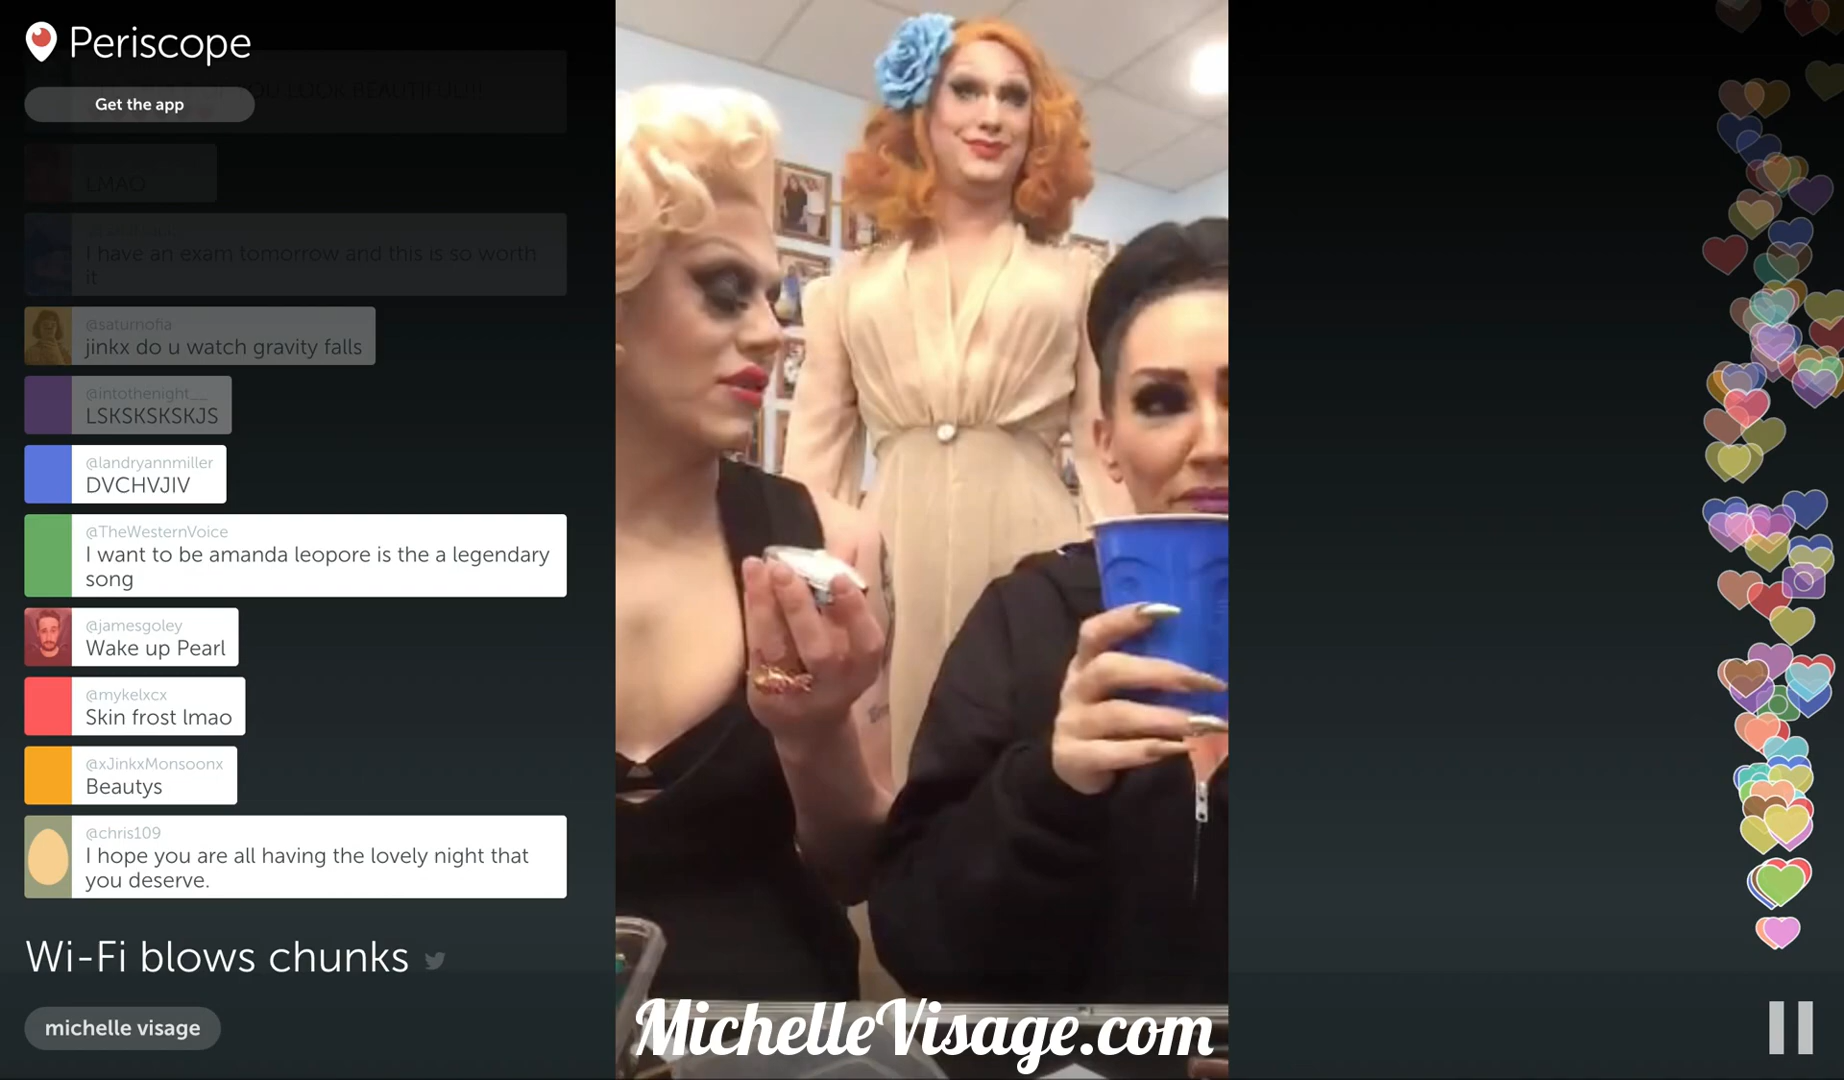 Periscope
YOU LOOK BEAUTIFUL!!!
Get the app
LMAO
I have an exam tomorrow and this is so worth
it
@saturnofia
jinkx do u watch gravity falls
@intothenight__
LSKSKSKSKJS
@landryannmiller
DVCHVJIV
@TheWesternVoice
I want to be amanda leopore is the a legendary
song
@jamesgoley
Wake up Pearl
@mykelxcx
Skin frost lmao
@xJinkxMonsoonx
Beautys
@chris109
I hope you are all having the lovely night that
you deserve.
Wi-Fi blows chunks
michelle visage
MichelleVisage.com